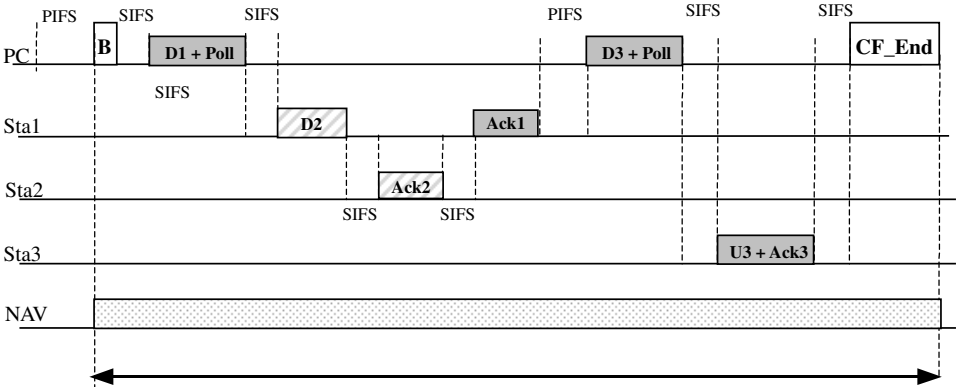 PIFS SIFS SIFS PIFS SIFS SIFS
PC B D1 + Poll D3 + Poll CF_End
SIFS
Sta1 D2 Ack1
Sta2 Ack2
SIFS SIFS
Sta3 U3 + Ack3
NAV